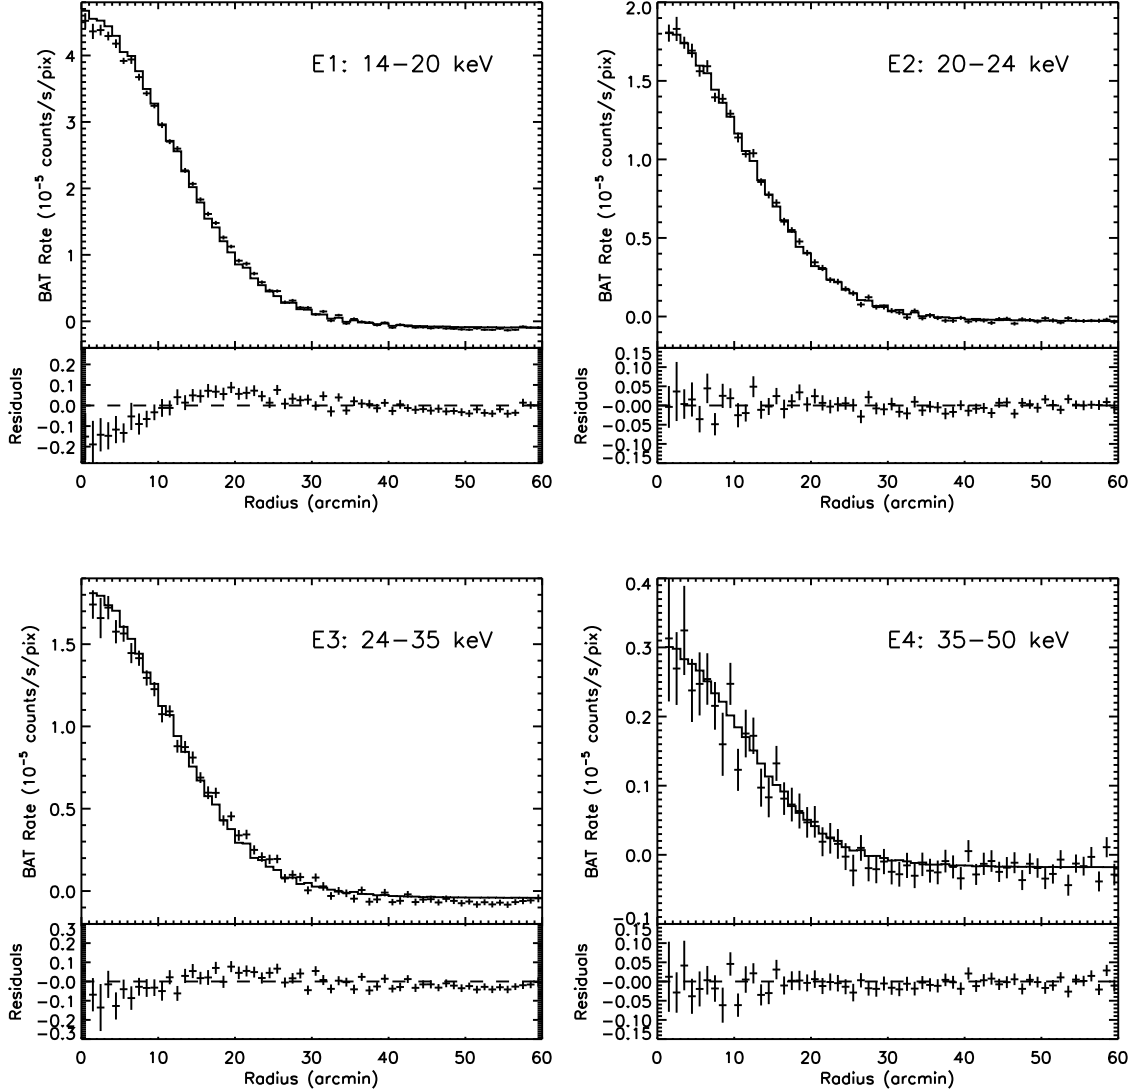 E1: 14−20 keV
BAT Rate (10−5 counts/s/pix)
4
3
2
1
0
Residuals
0.2
0.1
0.0
−0.1
−0.2
0 10 20 30 40 50 60
Radius (arcmin)
E2: 20−24 keV
BAT Rate (10−5 counts/s/pix)
2.0
1.5
1.0
0.5
0.0
Residuals
0.15
0.10
0.05
−0.00
−0.05
−0.10
−0.15
0 10 20 30 40 50 60
Radius (arcmin)
E3: 24−35 keV
BAT Rate (10−5 counts/s/pix)
1.5
1.0
0.5
0.0
Residuals
0.3
0.2
0.1
−0.0
−0.1
−0.2
−0.3
0 10 20 30 40 50 60
Radius (arcmin)
E4: 35−50 keV
BAT Rate (10−5 counts/s/pix)
0.4
0.3
0.2
0.1
0.0
−0.1
Residuals
0.15
0.10
0.05
−0.00
−0.05
−0.10
−0.15
0 10 20 30 40 50 60
Radius (arcmin)